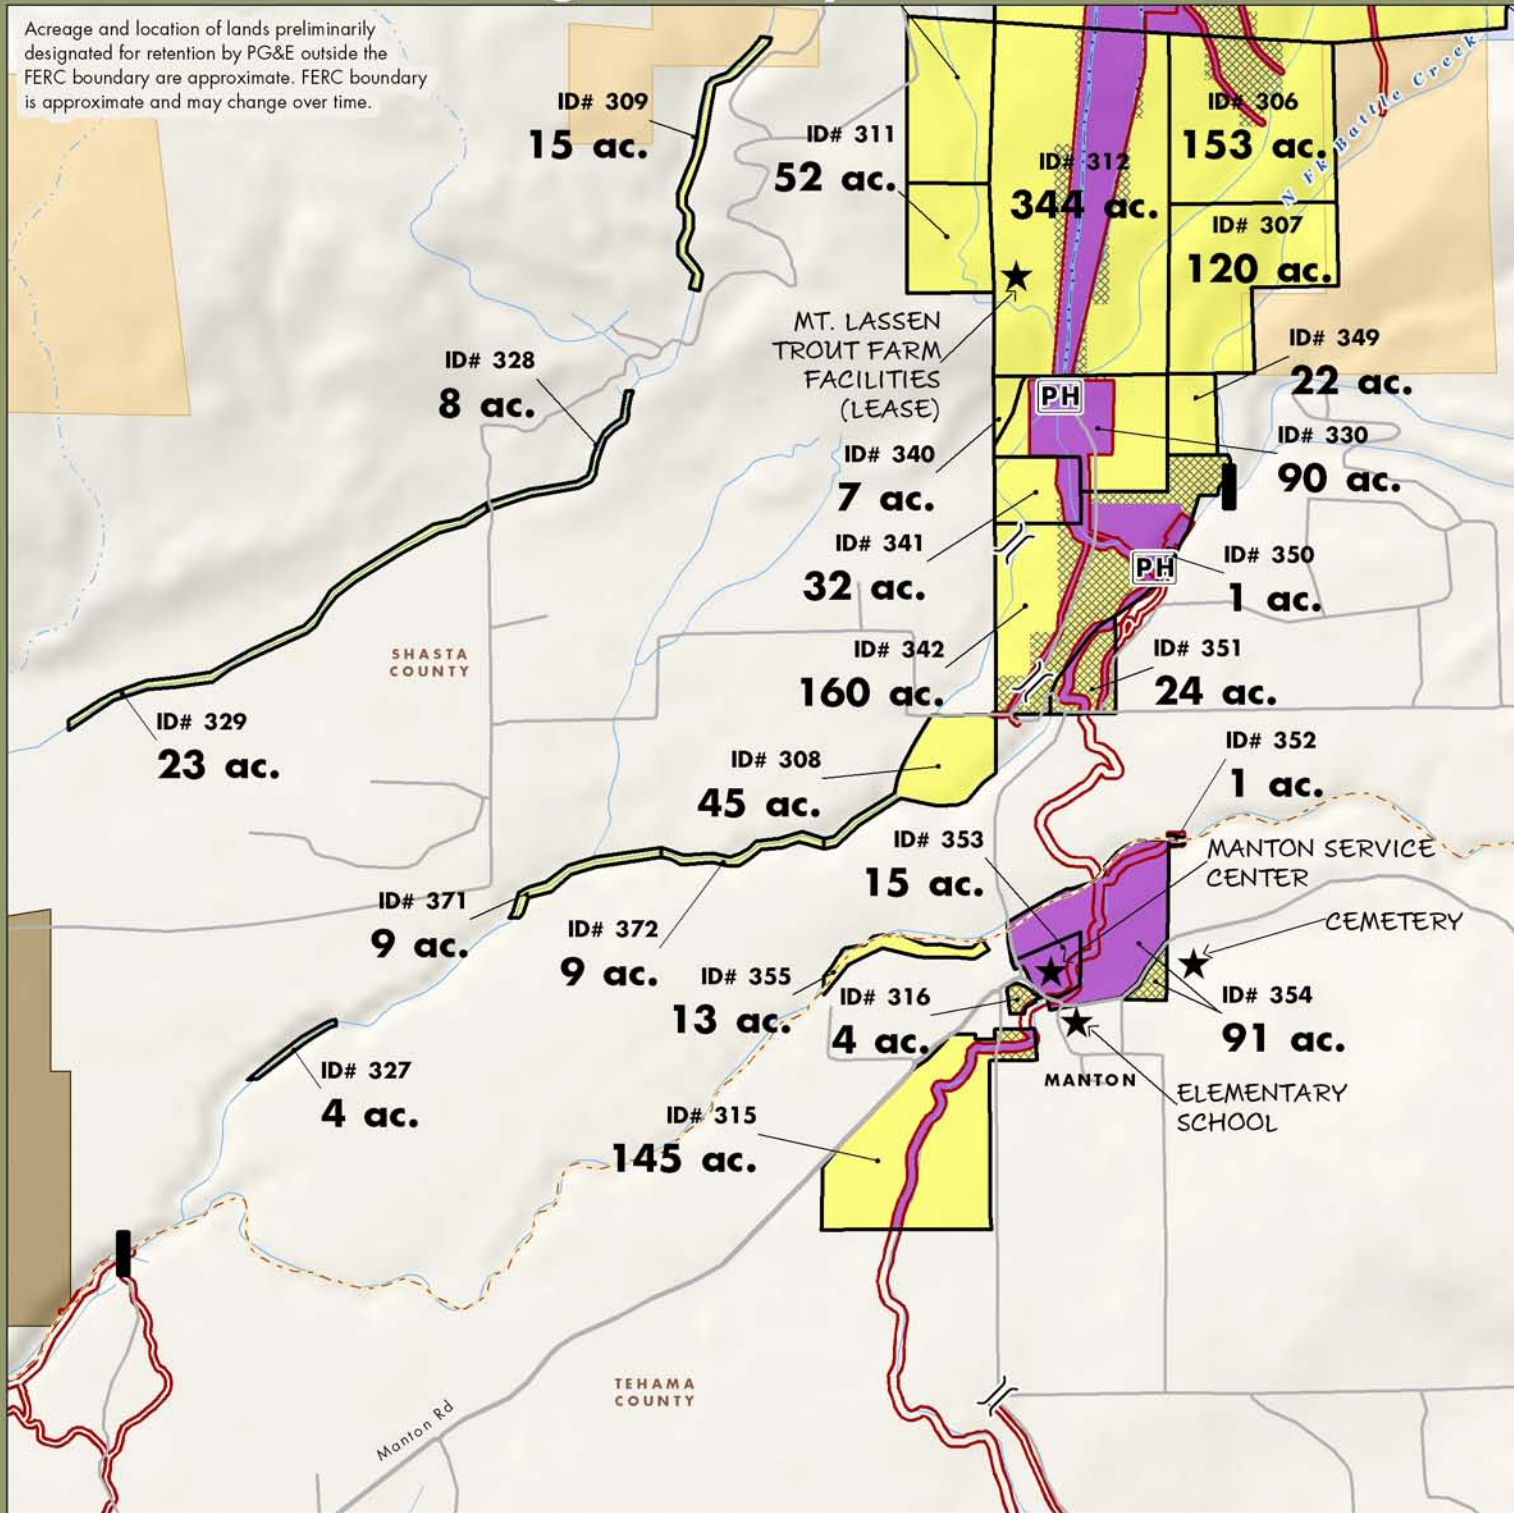 Acreage and location of lands preliminarily
designated for retention by PG&E outside the
FERC boundary are approximate. FERC boundary
is approximate and may change over time.
ID# 309
15 ac.
ID# 311
52 ac.
ID# 312
344 ac.
ID# 306
153 ac.
N Fk Battle Creek
ID# 307
120 ac.
MT. LASSEN
TROUT FARM
FACILITIES
(LEASE)
ID# 328
8 ac.
ID# 349
22 ac.
PH
ID# 330
90 ac.
ID# 340
7 ac.
ID# 341
32 ac.
PH
ID# 350
1 ac.
SHASTA
COUNTY
ID# 342
160 ac.
ID# 351
24 ac.
ID# 329
23 ac.
ID# 308
45 ac.
ID# 352
1 ac.
ID# 353
15 ac.
MANTON SERVICE
CENTER
ID# 371
9 ac.
ID# 372
9 ac.
CEMETERY
ID# 355
13 ac.
ID# 316
4 ac.
ID# 354
91 ac.
ID# 327
4 ac.
MANTON
ELEMENTARY
SCHOOL
ID# 315
145 ac.
TEHAMA
COUNTY
Manton Rd